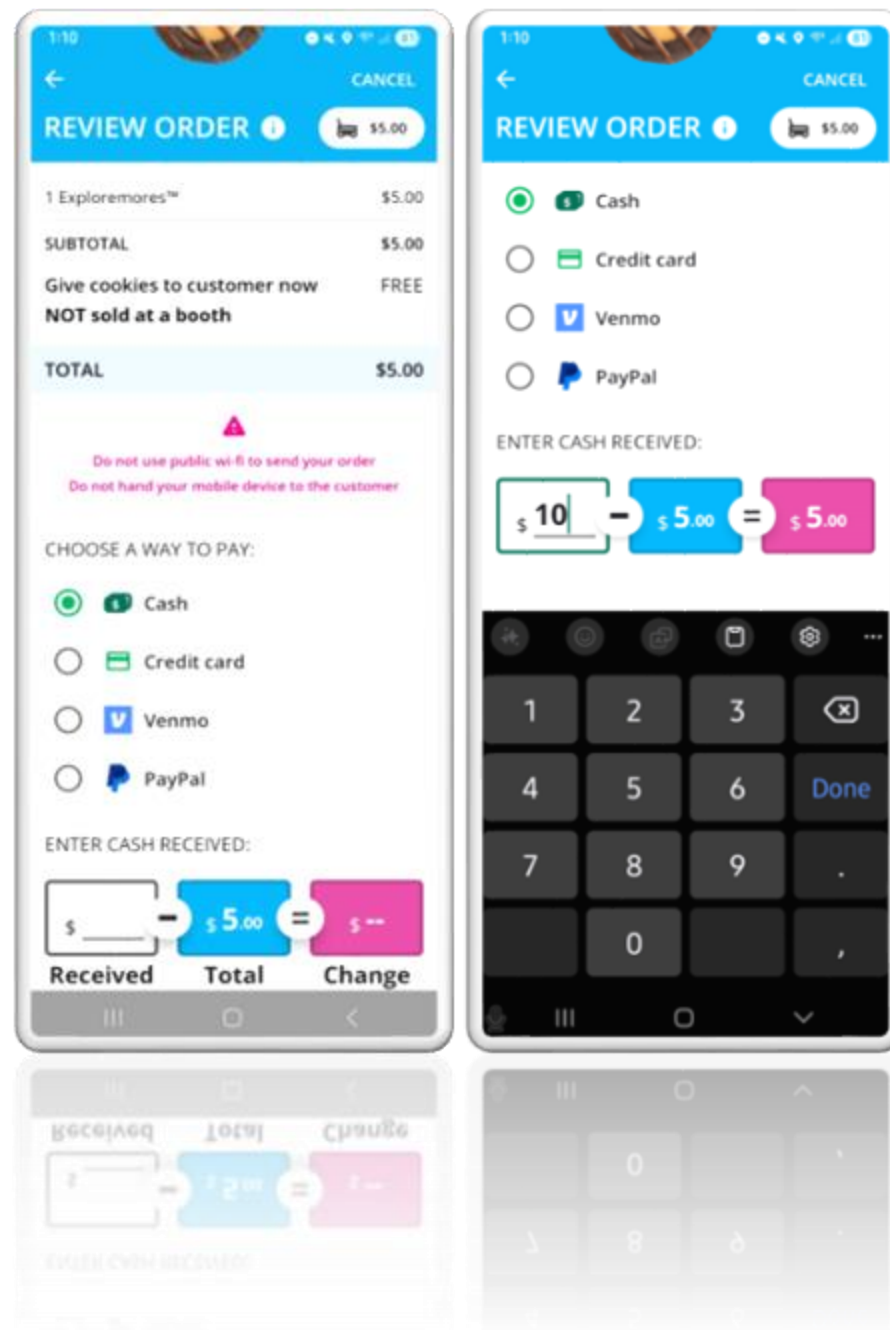 1:10
81
CANCEL
REVIEW ORDER i
$5.00
1 Exploremores™ $5.00
SUBTOTAL $5.00
Give cookies to customer now FREE
NOT sold at a booth
TOTAL $5.00
Do not use public wi-fi to send your order
Do not hand your mobile device to the customer
CHOOSE A WAY TO PAY:
Cash
Credit card
Venmo
PayPal
ENTER CASH RECEIVED:
$ ____ - $ 5.00 = $ --
Received Total Change
1:10
81
CANCEL
REVIEW ORDER i
$5.00
Cash
Credit card
Venmo
PayPal
ENTER CASH RECEIVED:
$ 10 - $ 5.00 = $ 5.00
1 2 3
4 5 6 Done
7 8 9 .
0 ,